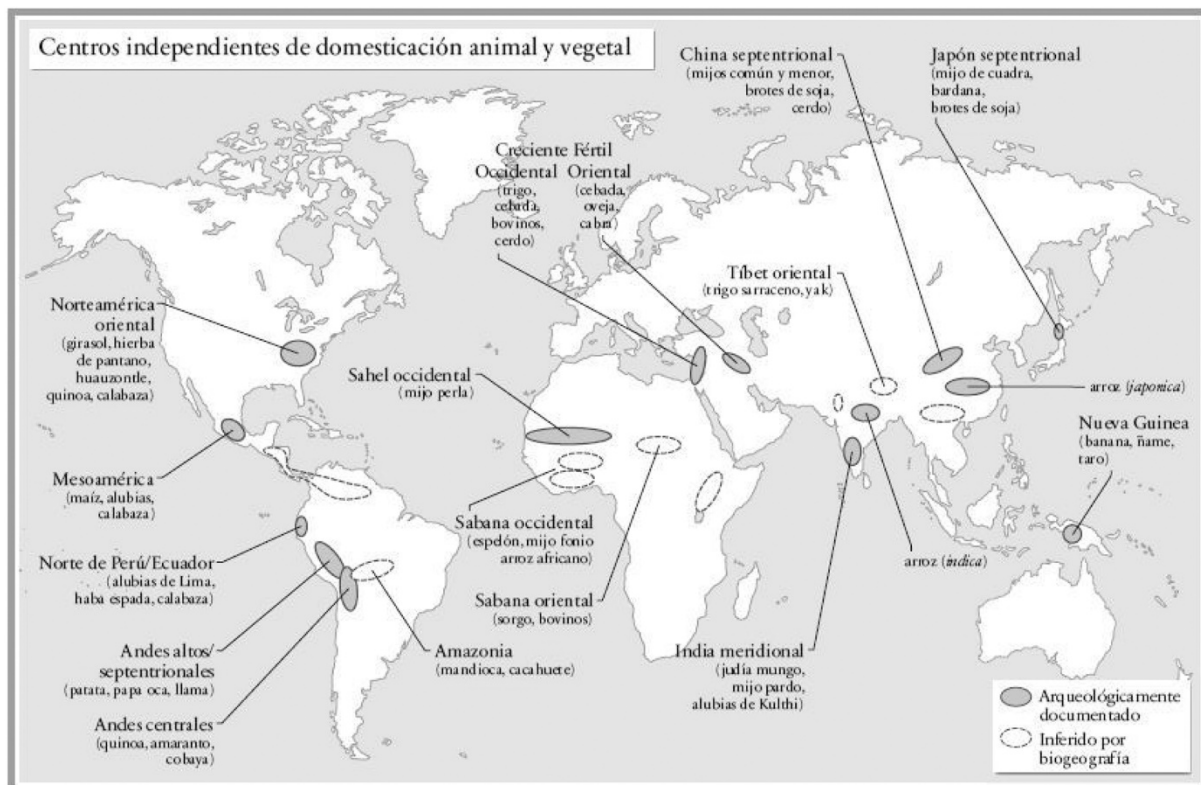 Centros independientes de domesticación animal y vegetal
China septentrional
(mijos común y menor,
brotes de soja,
cerdo)
Japón septentrional
(mijo de cuadra,
bardana,
brotes de soja)
Creciente Fértil
Occidental
(trigo,
cebada,
bovinos,
cerdo)
Oriental
(cebada,
oveja,
cabra)
Tíbet oriental
(trigo sarraceno, yak)
Norteamérica
oriental
(girasol, hierba
de pantano,
huauzontle,
quinoa, calabaza)
Sahel occidental
(mijo perla)
arroz (japonica)
Nueva Guinea
(banana, ñame,
taro)
Mesoamérica
(maíz, alubias,
calabaza)
Sabana occidental
(espelón, mijo fonio
arroz africano)
arroz (indica)
Norte de Perú/Ecuador
(alubias de Lima,
haba espada, calabaza)
Sabana oriental
(sorgo, bovinos)
Andes altos/
septentrionales
(patata, papa oca, llama)
Amazonia
(mandioca, cacahuete)
India meridional
(judía mungo,
mijo pardo,
alubias de Kulthi)
Andes centrales
(quinoa, amaranto,
cobaya)
Arqueológicamente
documentado
Inferido por
biogeografía